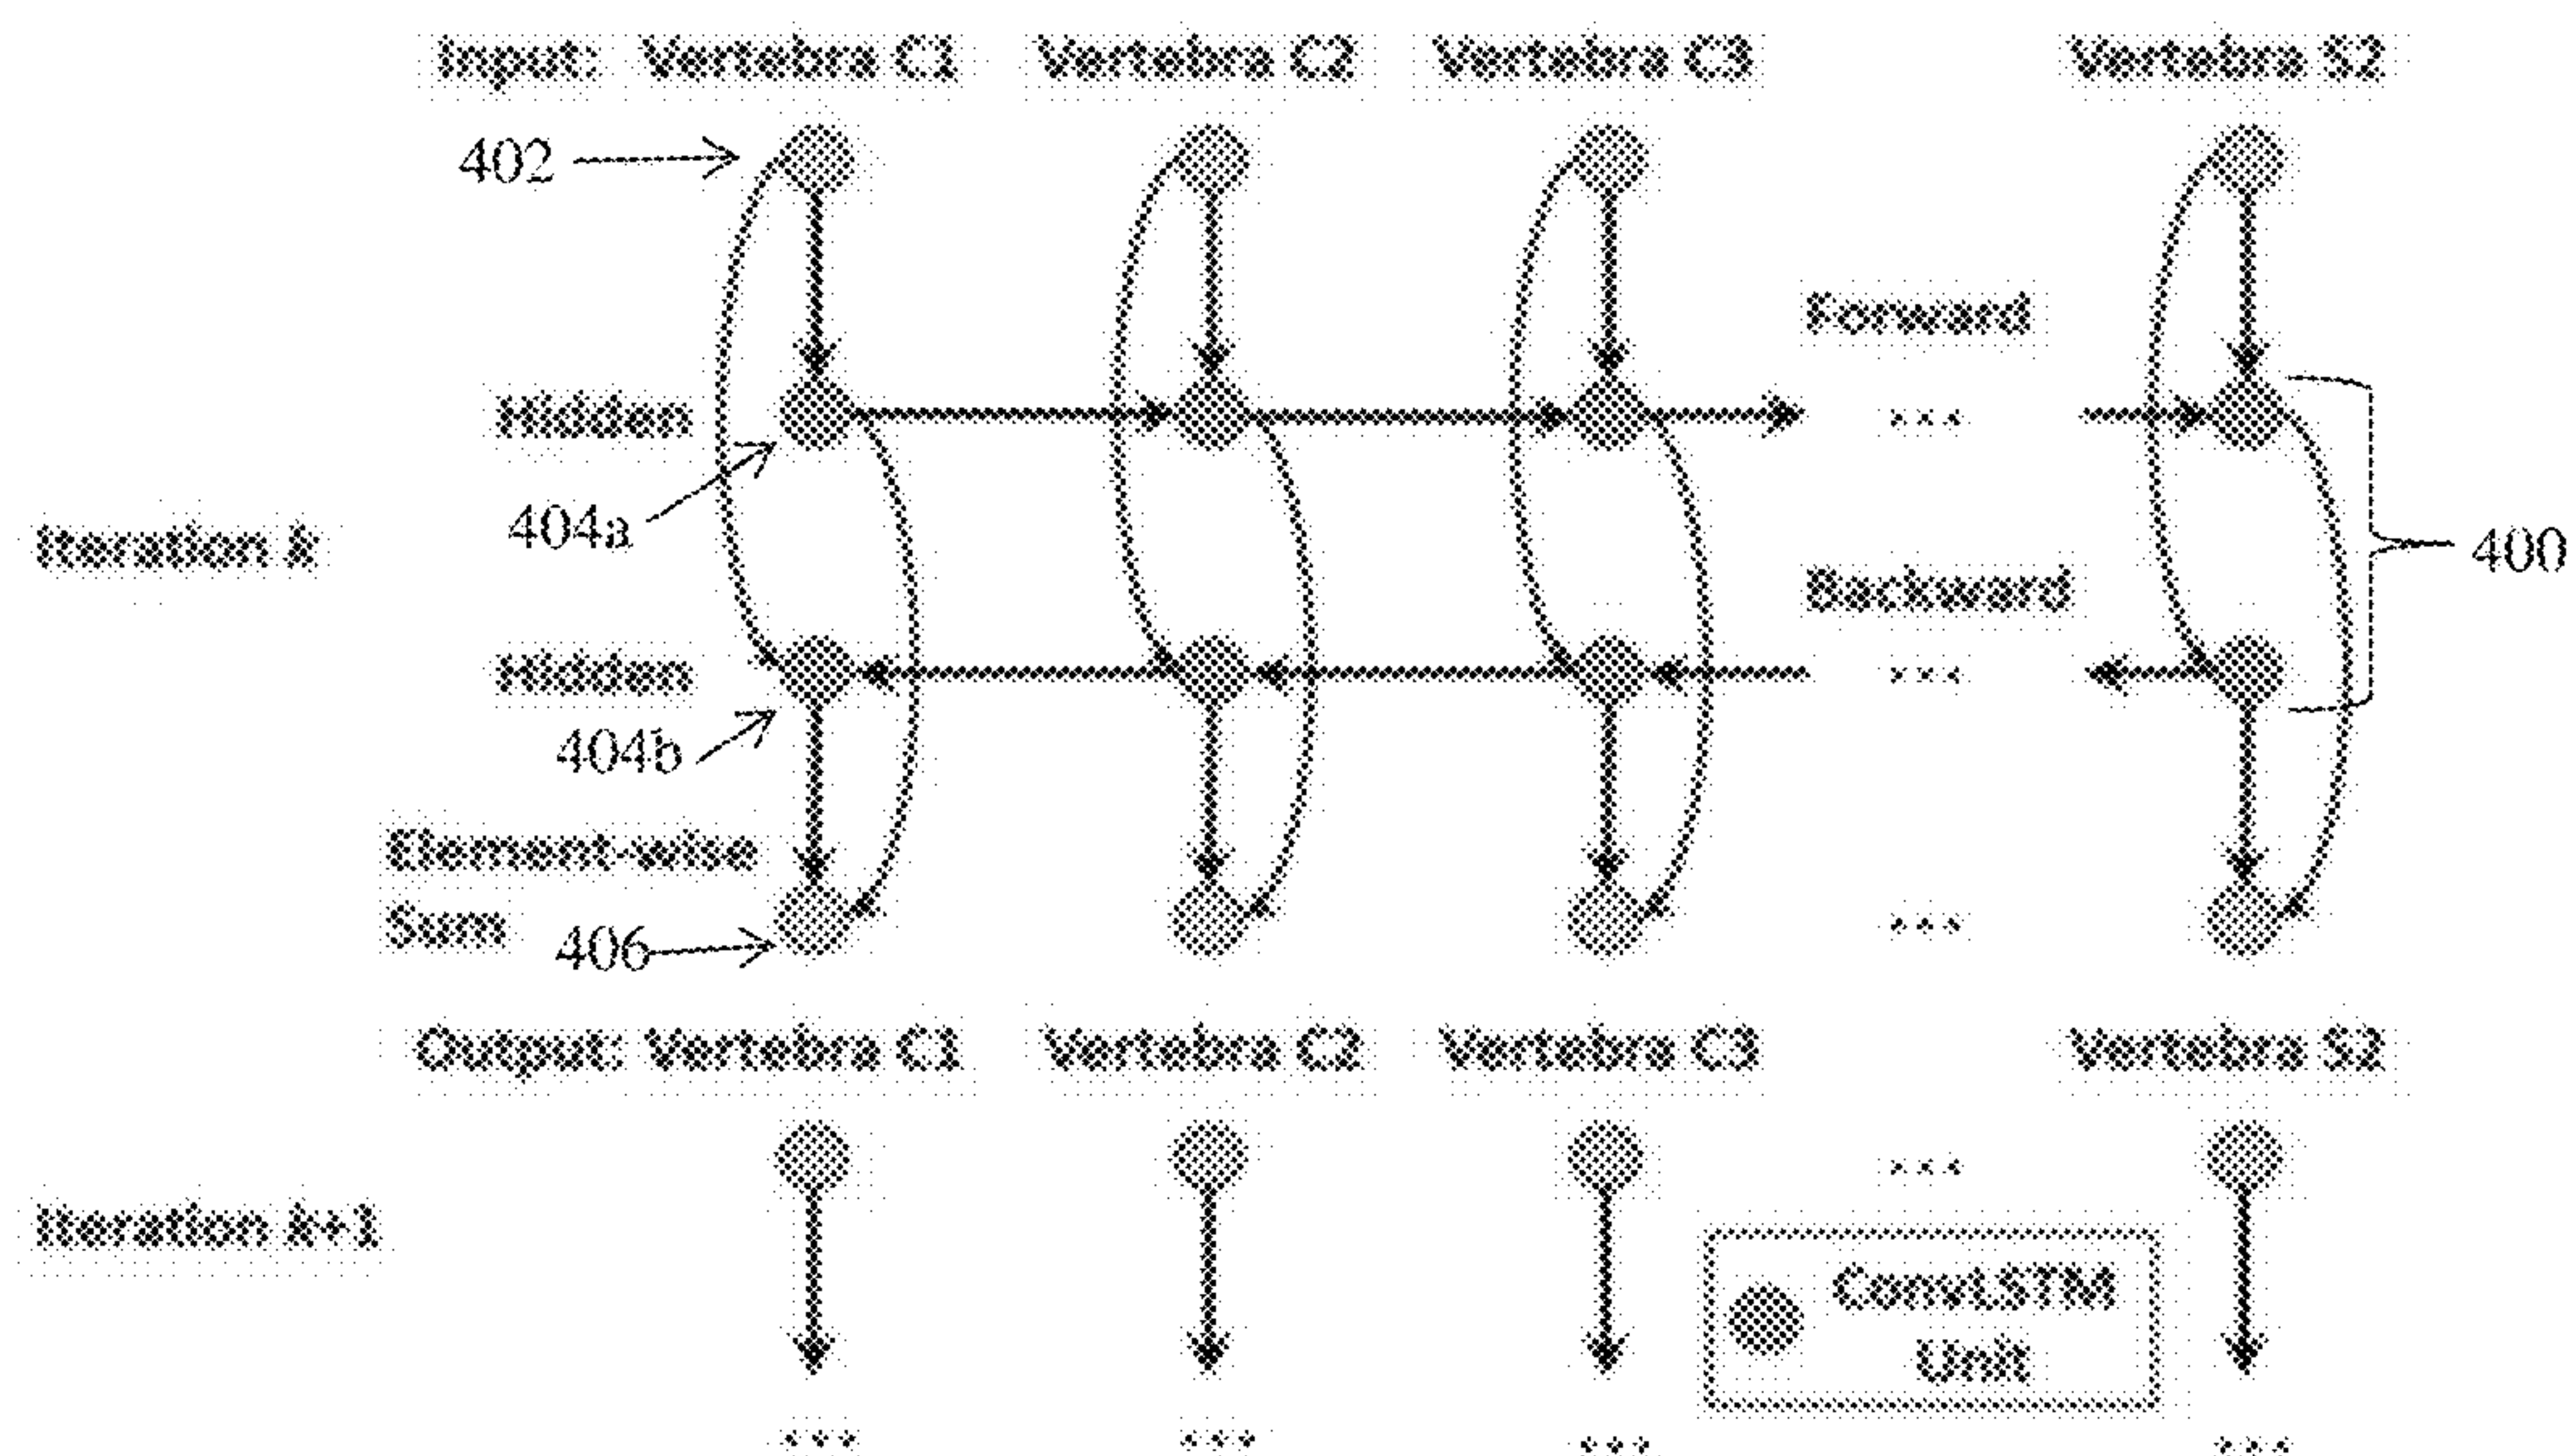 Input: Vertebra C1 Vertebra C2 Vertebra C3 Vertebra S2
402
Forward
Hidden ...
404a
Iteration k
400
Backward
Hidden ...
404b
Element-wise
Sum ...
406
Output: Vertebra C1 Vertebra C2 Vertebra C3 Vertebra S2
...
Iteration k+1
ConvLSTM
Unit
... ... ... ...